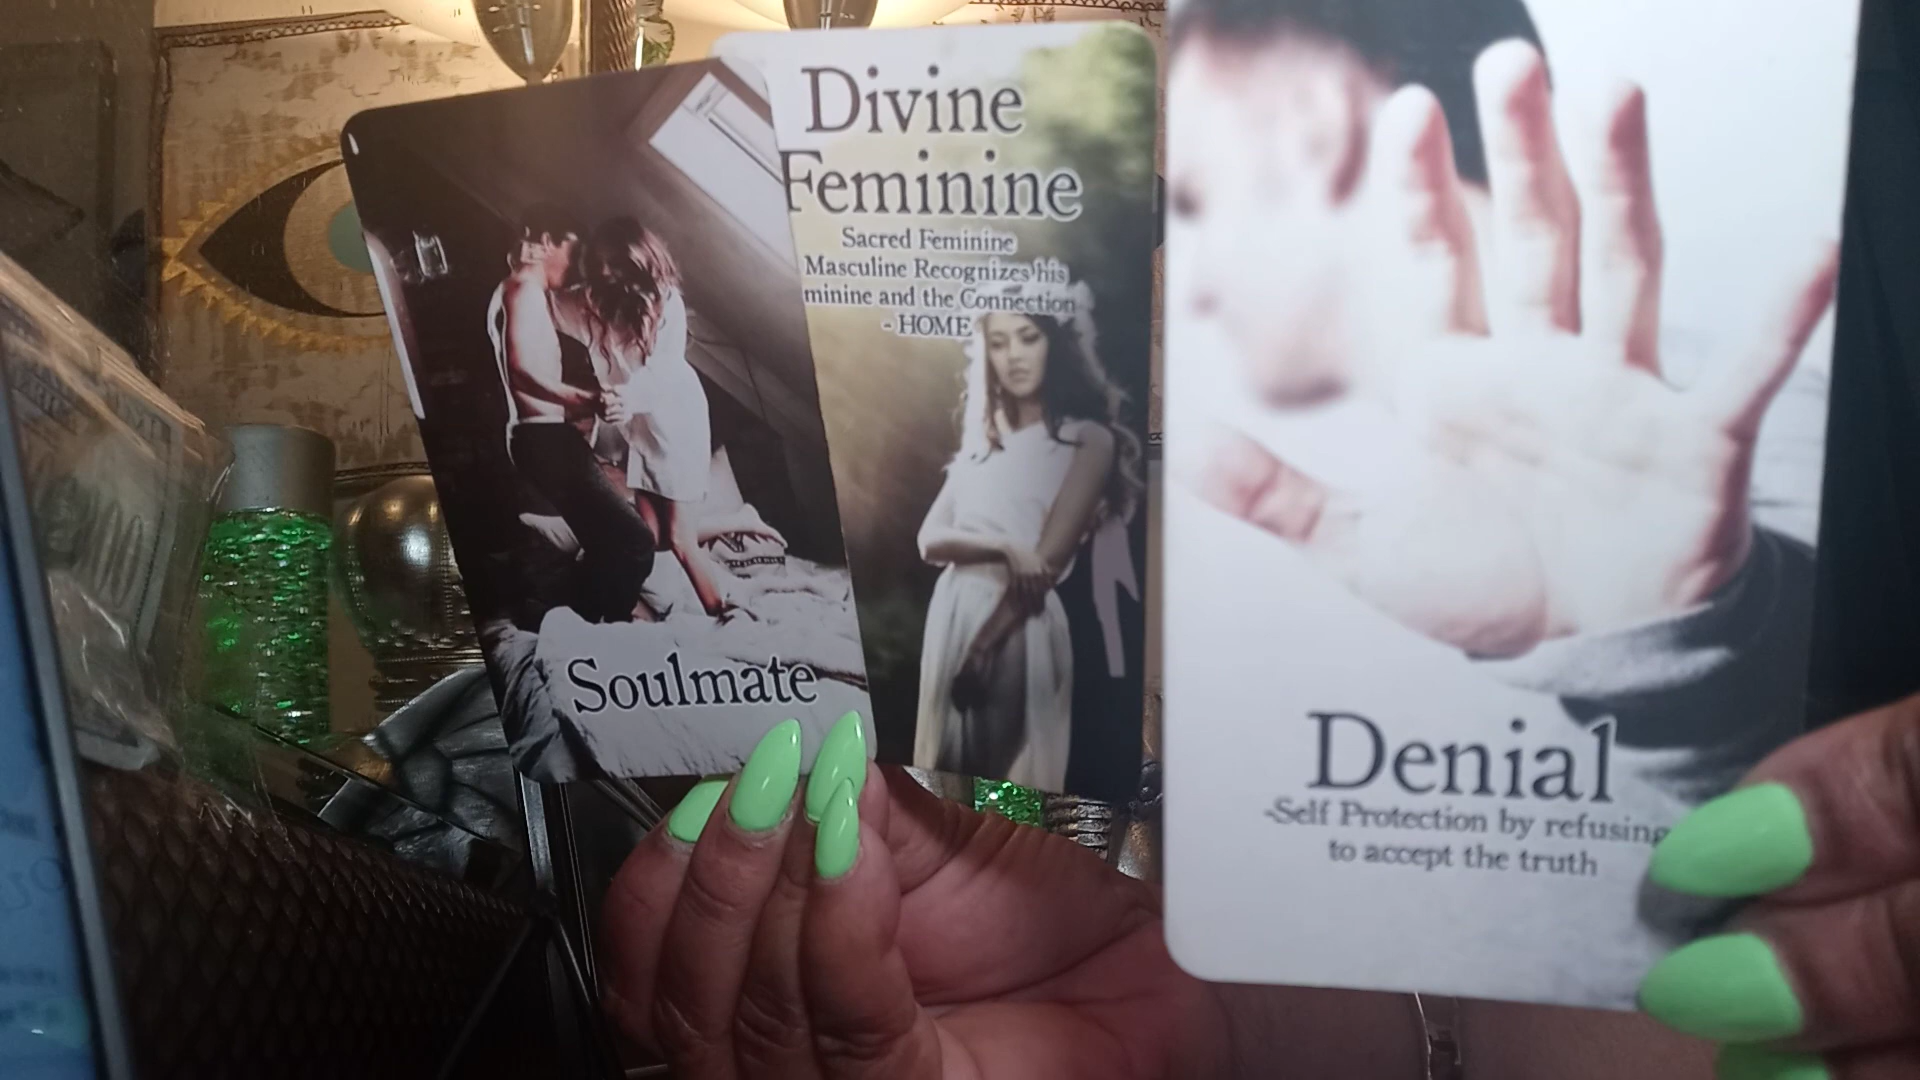 Soulmate
Divine
Feminine
Sacred Feminine
Masculine Recognizes his
minine and the Connection
- HOME
Denial
-Self Protection by refusing
to accept the truth